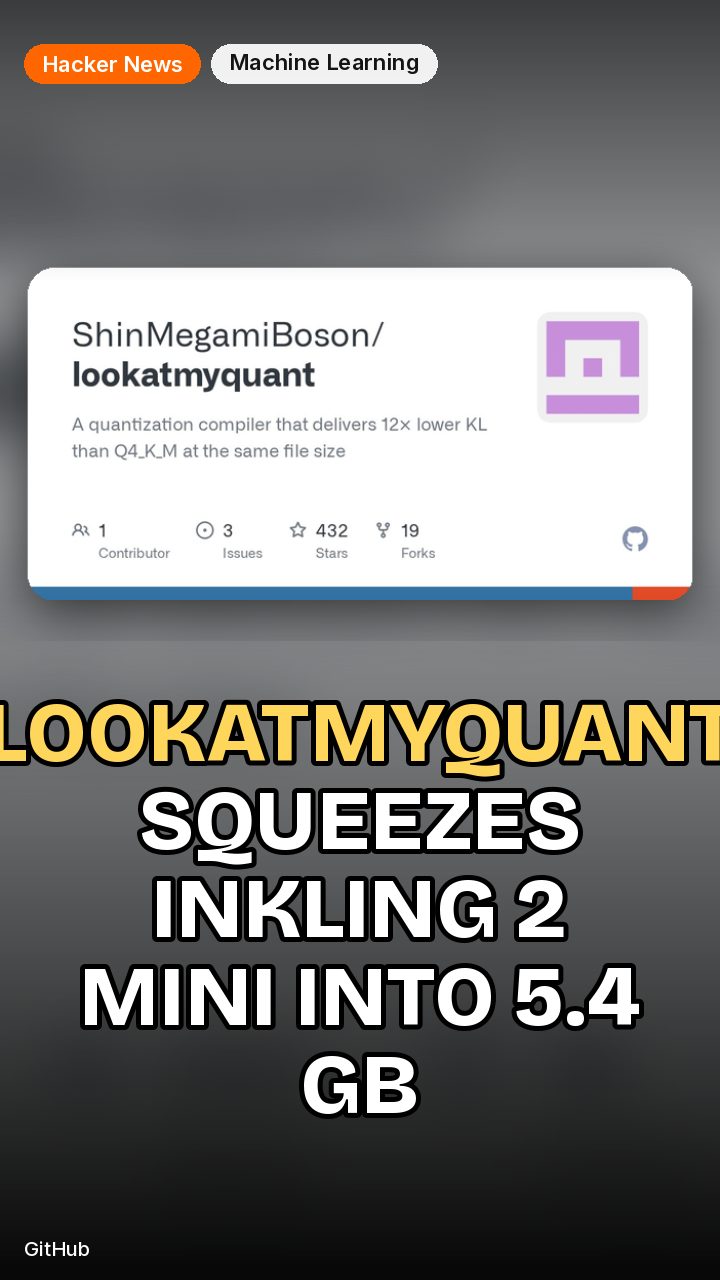 Hacker News
Machine Learning
ShinMegamiBoson/
lookatmyquant
A quantization compiler that delivers 12× lower KL
than Q4_K_M at the same file size
1
Contributor
3
Issues
432
Stars
19
Forks
LOOKATMYQUANT
SQUEEZES
INKLING 2
MINI INTO 5.4
GB
GitHub